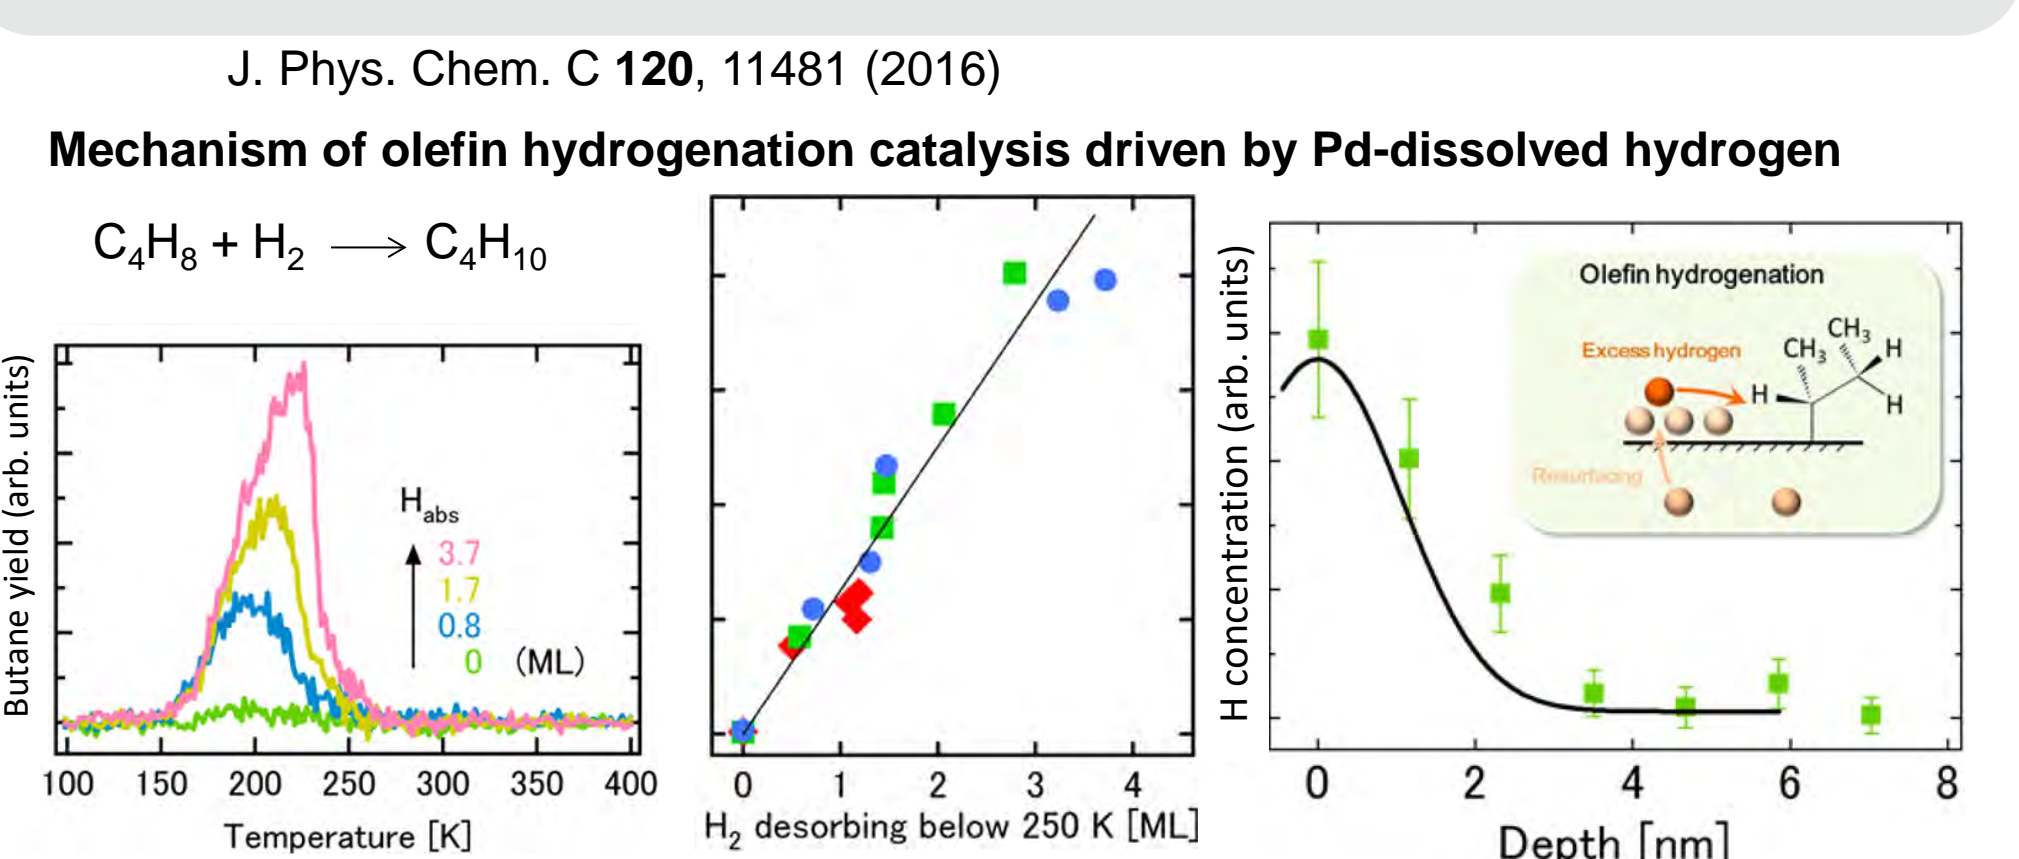 J. Phys. Chem. C 120, 11481 (2016)
Mechanism of olefin hydrogenation catalysis driven by Pd-dissolved hydrogen
C₄H₈ + H₂ ⟶ C₄H₁₀
Butane yield (arb. units)
H_abs
3.7
1.7
0.8
0 (ML)
100 150 200 250 300 350 400
Temperature [K]
0 1 2 3 4
H₂ desorbing below 250 K [ML]
H concentration (arb. units)
Olefin hydrogenation
Excess hydrogen
CH₃
CH₃
H
H
H
Resurfacing
0 2 4 6 8
Depth [nm]